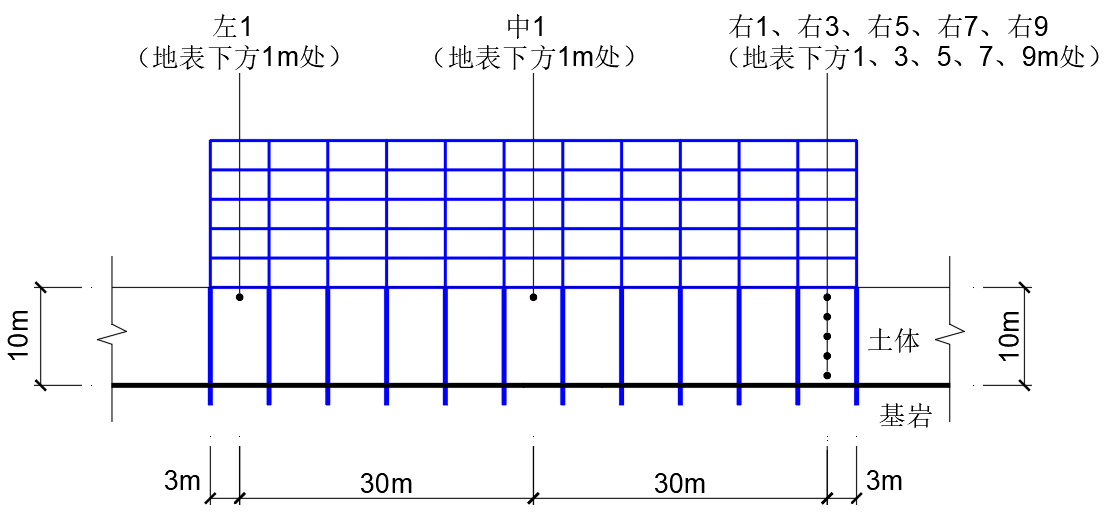 左1
（地表下方1m处）
中1
（地表下方1m处）
右1、右3、右5、右7、右9
（地表下方1、3、5、7、9m处）
10m
土体
10m
基岩
3m
30m
30m
3m